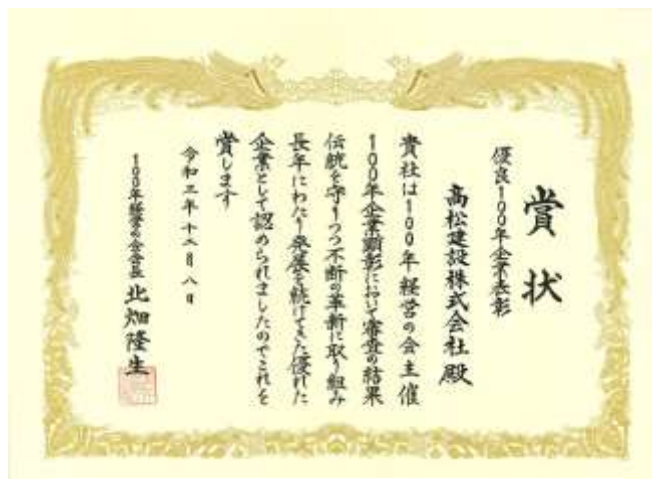 賞状
優良100年企業表彰
髙松建設株式会社殿
貴社は100年経営の会主催
100年企業顕彰において審査の結果
伝統を守りつつ不断の革新に取り組み
長年にわたり発展を続けてきた優れた
企業として認められましたのでこれを
賞します
令和三年十二月八日
100年経営の会会長 北畑隆生